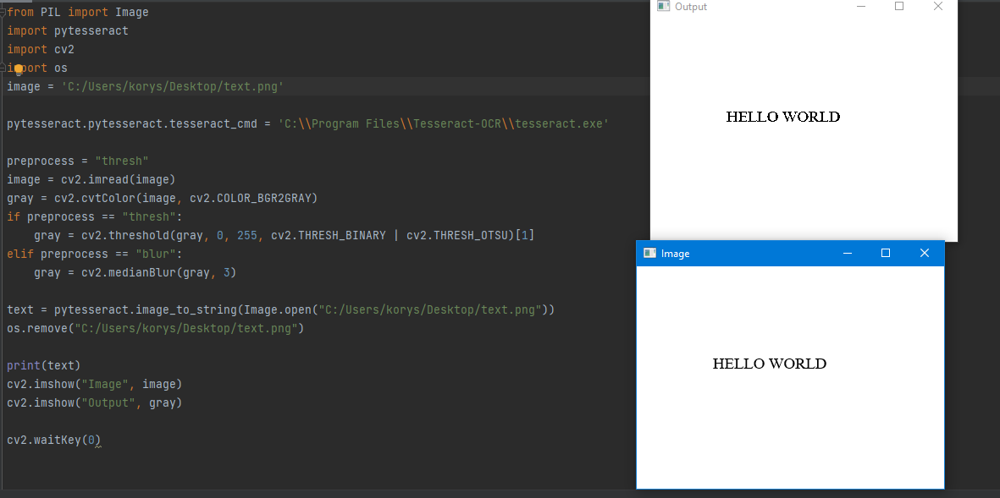 from PIL import Image
import pytesseract
import cv2
import os
image = 'C:/Users/korys/Desktop/text.png'
pytesseract.pytesseract.tesseract_cmd = 'C:\\Program Files\\Tesseract-OCR\\tesseract.exe'
preprocess = "thresh"
image = cv2.imread(image)
gray = cv2.cvtColor(image, cv2.COLOR_BGR2GRAY)
if preprocess == "thresh":
    gray = cv2.threshold(gray, 0, 255, cv2.THRESH_BINARY | cv2.THRESH_OTSU)[1]
elif preprocess == "blur":
    gray = cv2.medianBlur(gray, 3)
text = pytesseract.image_to_string(Image.open("C:/Users/korys/Desktop/text.png"))
os.remove("C:/Users/korys/Desktop/text.png")
print(text)
cv2.imshow("Image", image)
cv2.imshow("Output", gray)
cv2.waitKey(0)
Output
HELLO WORLD
Image
HELLO WORLD